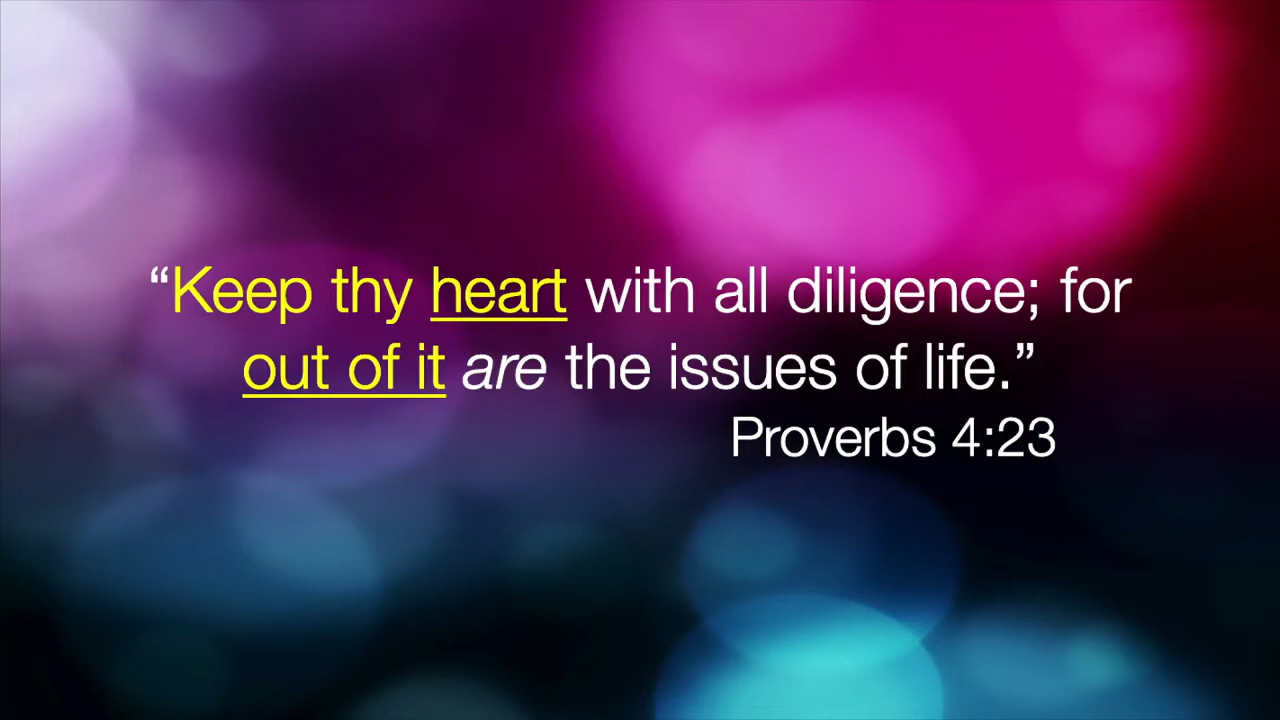 “Keep thy heart with all diligence; for
out of it are the issues of life.”
Proverbs 4:23